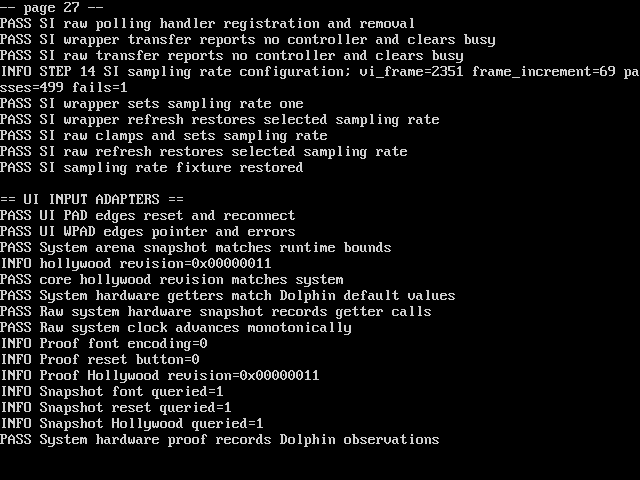 -- page 27 --
PASS SI raw polling handler registration and removal
PASS SI wrapper transfer reports no controller and clears busy
PASS SI raw transfer reports no controller and clears busy
INFO STEP 14 SI sampling rate configuration; vi_frame=2351 frame_increment=69 pa
sses=499 fails=1
PASS SI wrapper sets sampling rate one
PASS SI wrapper refresh restores selected sampling rate
PASS SI raw clamps and sets sampling rate
PASS SI raw refresh restores selected sampling rate
PASS SI sampling rate fixture restored
== UI INPUT ADAPTERS ==
PASS UI PAD edges reset and reconnect
PASS UI WPAD edges pointer and errors
PASS System arena snapshot matches runtime bounds
INFO hollywood revision=0x00000011
PASS core hollywood revision matches system
PASS System hardware getters match Dolphin default values
PASS Raw system hardware snapshot records getter calls
PASS Raw system clock advances monotonically
INFO Proof font encoding=0
INFO Proof reset button=0
INFO Proof Hollywood revision=0x00000011
INFO Snapshot font queried=1
INFO Snapshot reset queried=1
INFO Snapshot Hollywood queried=1
PASS System hardware proof records Dolphin observations